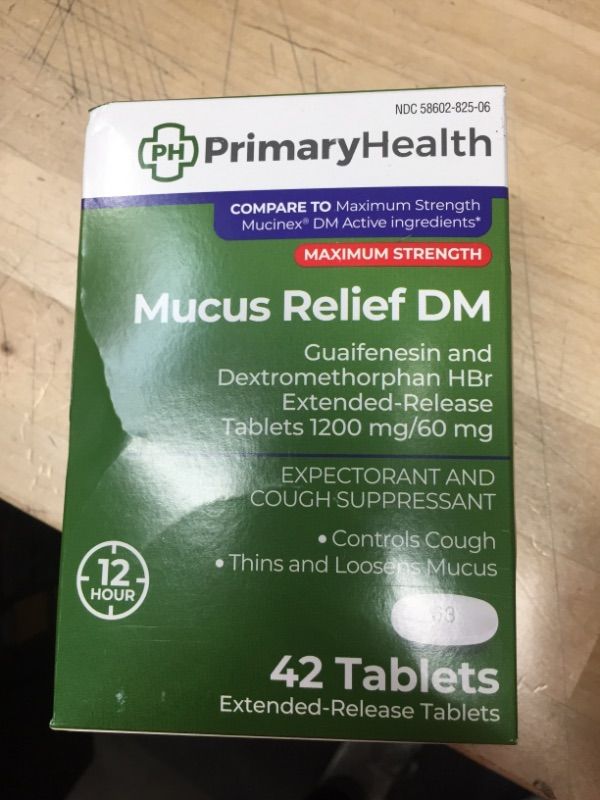 NDC 58602-825-06
PH PrimaryHealth
COMPARE TO Maximum Strength
Mucinex® DM Active ingredients*
MAXIMUM STRENGTH
Mucus Relief DM
Guaifenesin and
Dextromethorphan HBr
Extended-Release
Tablets 1200 mg/60 mg
EXPECTORANT AND
COUGH SUPPRESSANT
• Controls Cough
• Thins and Loosens Mucus
12
HOUR
42 Tablets
Extended-Release Tablets